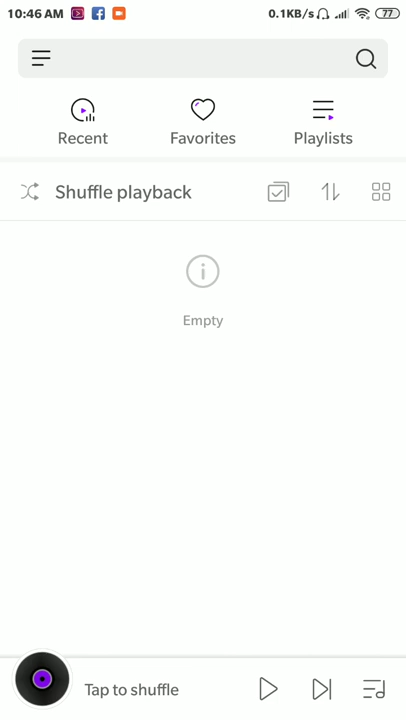 10:46 AM 0.1KB/s 77
Recent Favorites Playlists
Shuffle playback
Empty
Tap to shuffle